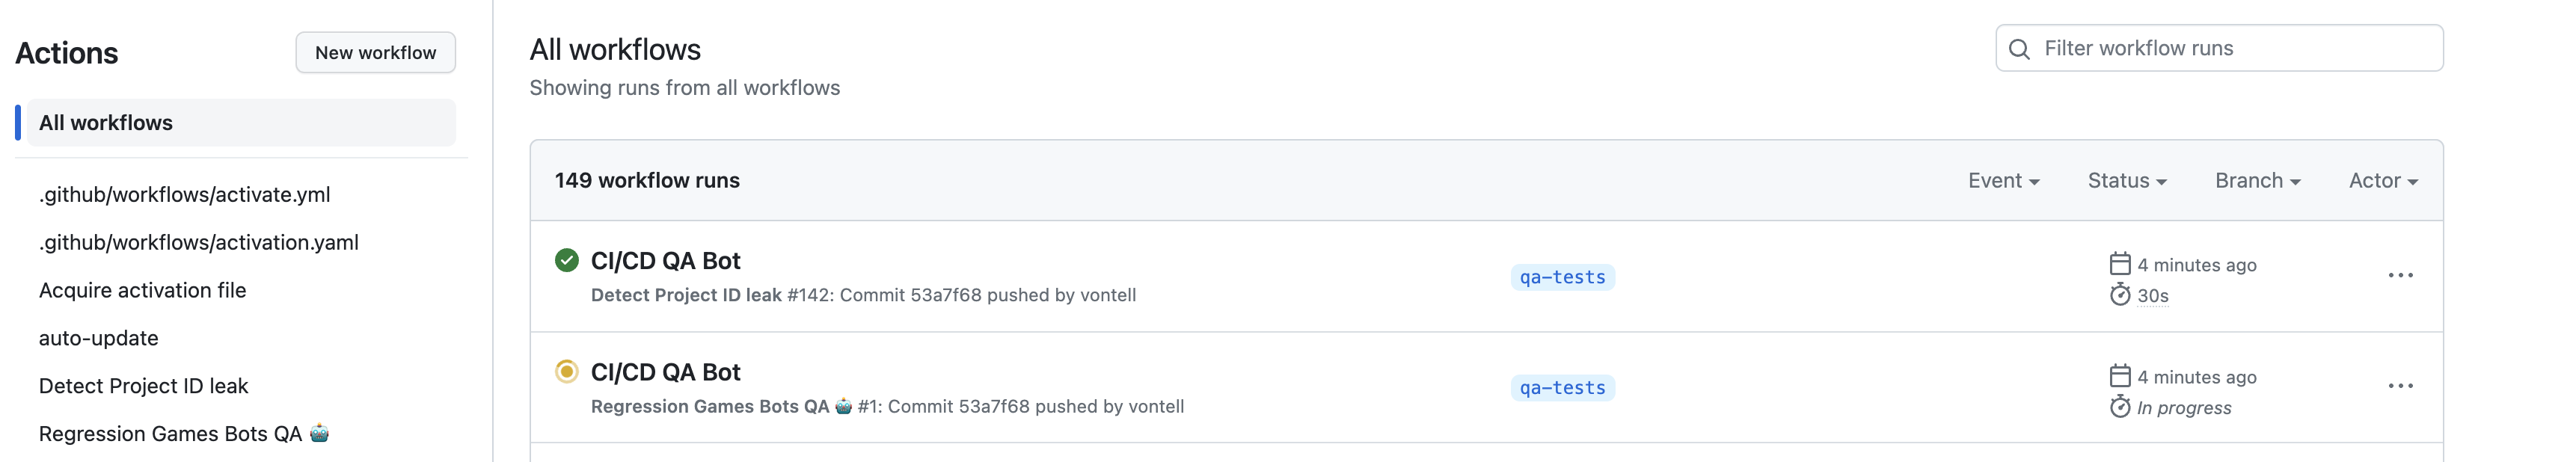 Actions
New workflow
All workflows
.github/workflows/activate.yml
.github/workflows/activation.yaml
Acquire activation file
auto-update
Detect Project ID leak
Regression Games Bots QA 🤖
All workflows
Showing runs from all workflows
Filter workflow runs
149 workflow runs
Event
Status
Branch
Actor
CI/CD QA Bot
Detect Project ID leak #142: Commit 53a7f68 pushed by vontell
qa-tests
4 minutes ago
30s
CI/CD QA Bot
Regression Games Bots QA 🤖 #1: Commit 53a7f68 pushed by vontell
qa-tests
4 minutes ago
In progress